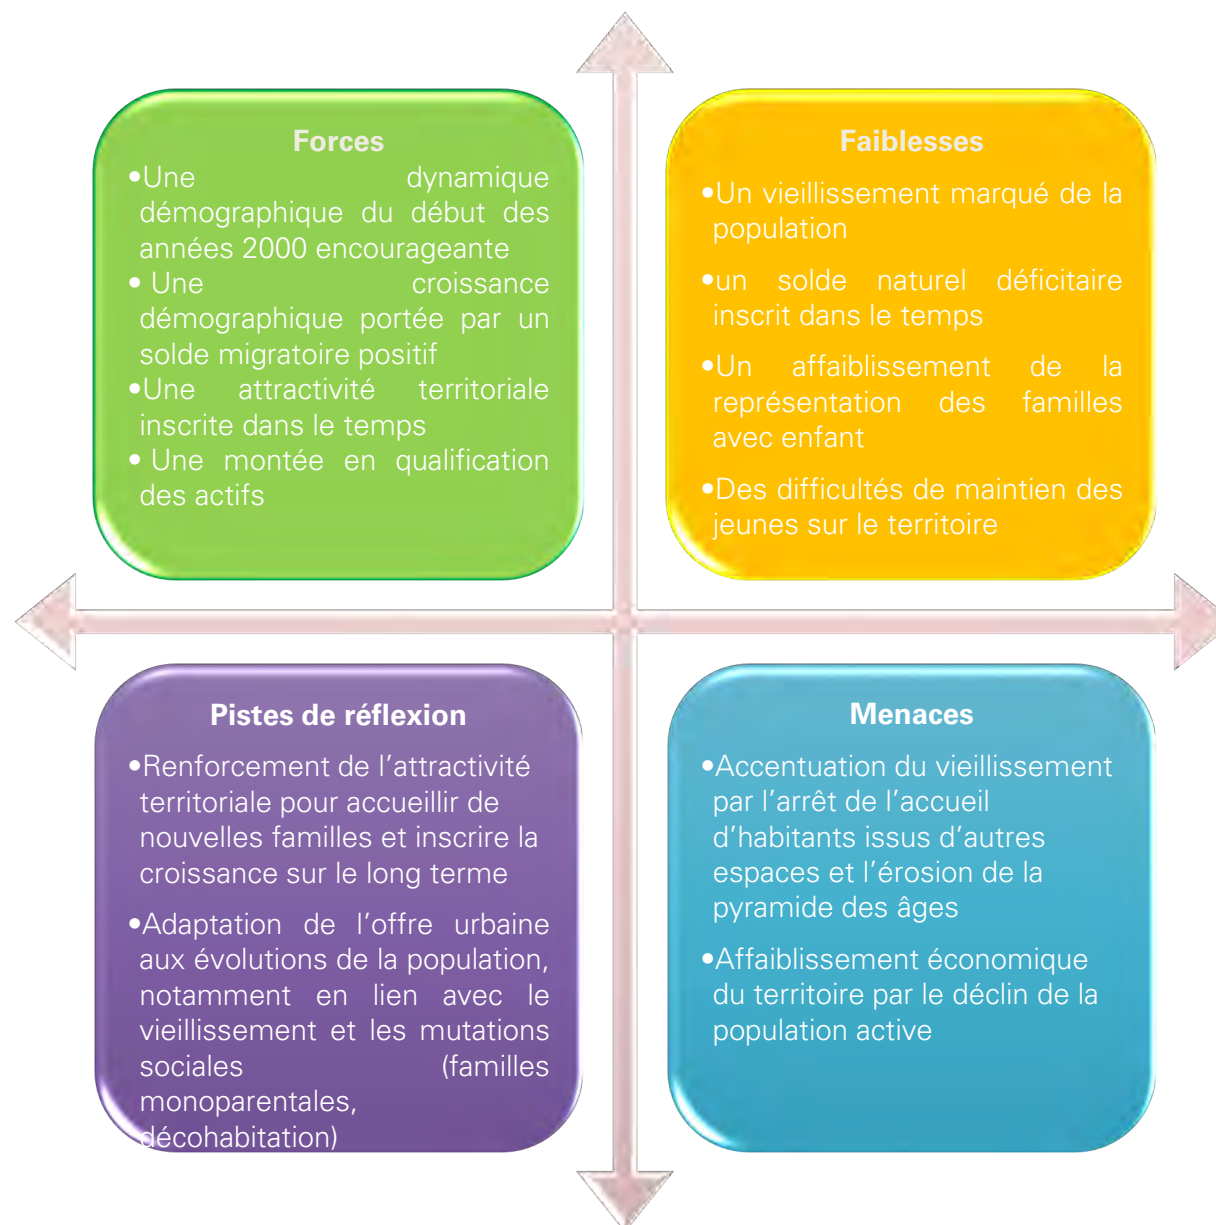 Forces
•Une dynamique
démographique du début des
années 2000 encourageante
• Une croissance
démographique portée par un
solde migratoire positif
•Une attractivité territoriale
inscrite dans le temps
• Une montée en qualification
des actifs
Faiblesses
•Un vieillissement marqué de la
population
•un solde naturel déficitaire
inscrit dans le temps
•Un affaiblissement de la
représentation des familles
avec enfant
•Des difficultés de maintien des
jeunes sur le territoire
Pistes de réflexion
•Renforcement de l’attractivité
territoriale pour accueillir de
nouvelles familles et inscrire la
croissance sur le long terme
•Adaptation de l’offre urbaine
aux évolutions de la population,
notamment en lien avec le
vieillissement et les mutations
sociales (familles
monoparentales,
décohabitation)
Menaces
•Accentuation du vieillissement
par l’arrêt de l’accueil
d’habitants issus d’autres
espaces et l’érosion de la
pyramide des âges
•Affaiblissement économique
du territoire par le déclin de la
population active